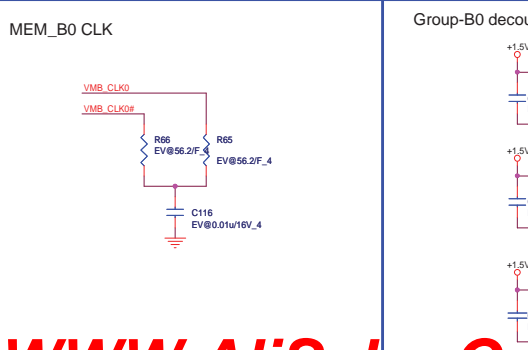 MEM_B0 CLK
Group-B0 decou
VMB_CLK0
VMB_CLK0#
R66
EV@56.2/F_4
R65
EV@56.2/F_4
C116
EV@0.01u/16V_4
+1.5V
+1.5V
+1.5V